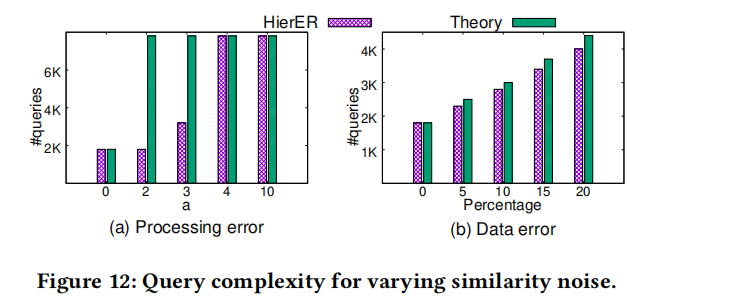 HierER Theory
#queries
6K
4K
2K
0 2 3 4 10
a
(a) Processing error
#queries
4K
3K
2K
1K
0 5 10 15 20
Percentage
(b) Data error
Figure 12: Query complexity for varying similarity noise.